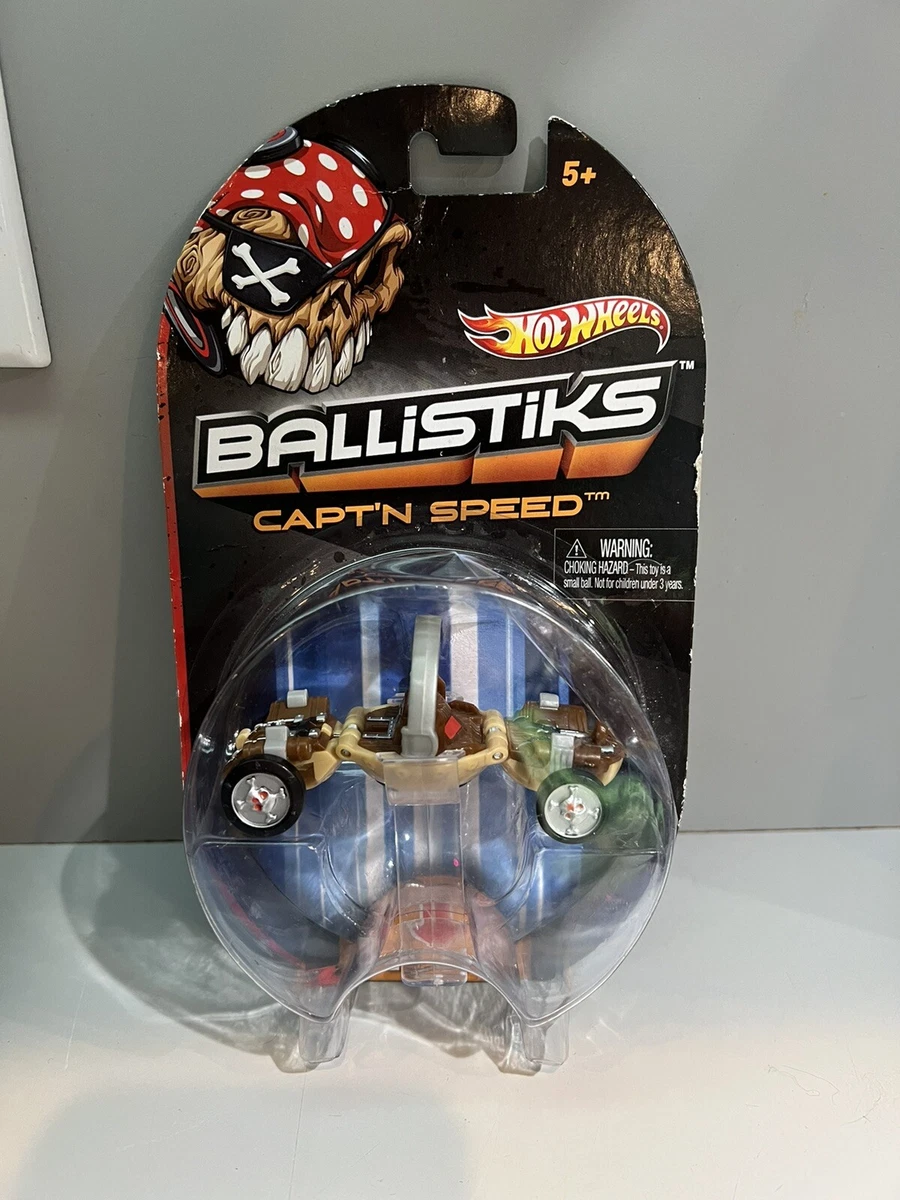 5+
HOT WHEELS
BALLiSTiKS™
CAPT'N SPEED™
⚠ WARNING:
CHOKING HAZARD – This toy is a
small ball. Not for children under 3 years.